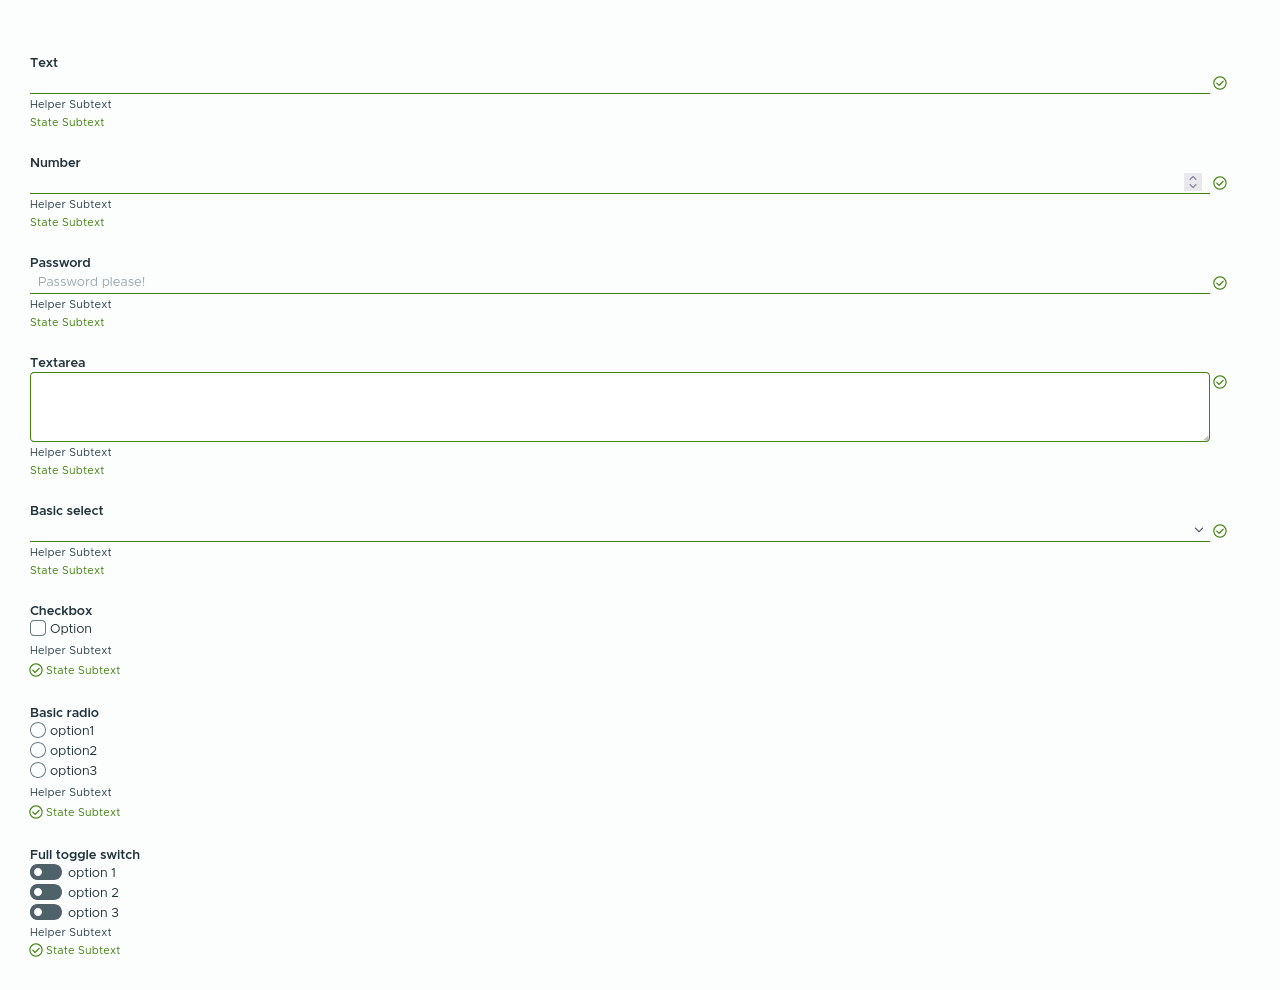 Text
Helper Subtext
State Subtext
Number
Helper Subtext
State Subtext
Password
Password please!
Helper Subtext
State Subtext
Textarea
Helper Subtext
State Subtext
Basic select
Helper Subtext
State Subtext
Checkbox
Option
Helper Subtext
State Subtext
Basic radio
option1
option2
option3
Helper Subtext
State Subtext
Full toggle switch
option 1
option 2
option 3
Helper Subtext
State Subtext